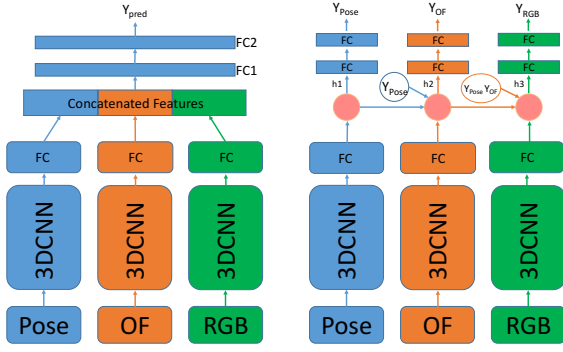 Y_pred
FC2
FC1
Concatenated Features
FC FC FC
3DCNN 3DCNN 3DCNN
Pose OF RGB
Y_Pose Y_OF Y_RGB
FC FC FC
FC FC FC
h1 h2 h3
Y_Pose Y_Pose Y_OF
FC FC FC
3DCNN 3DCNN 3DCNN
Pose OF RGB